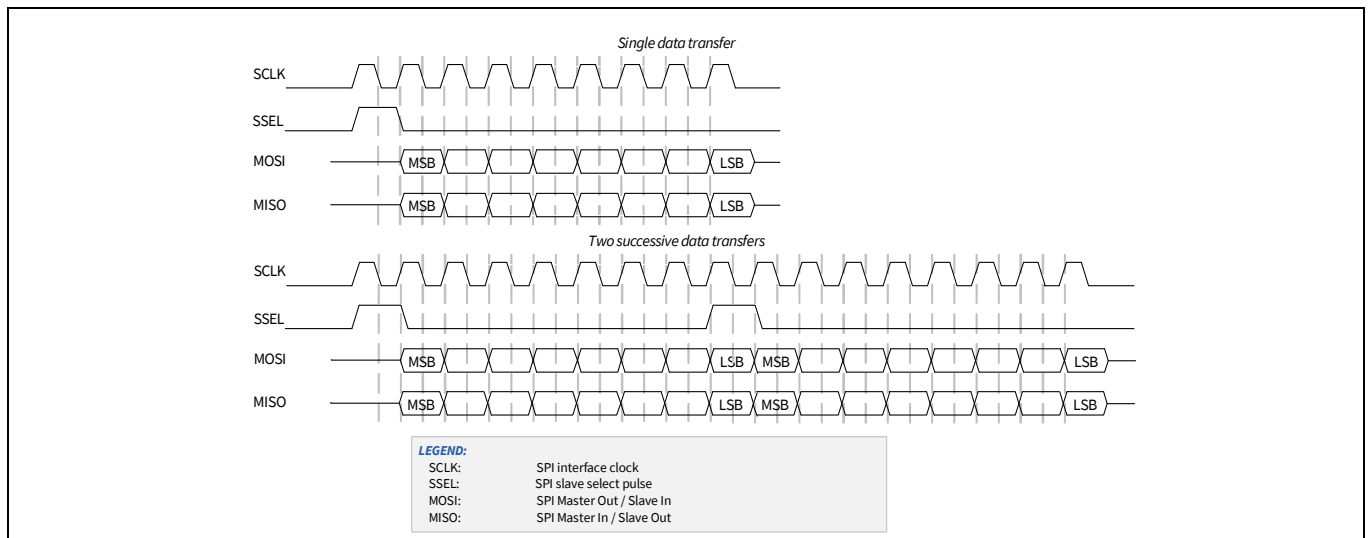 Single data transfer
SCLK
SSEL
MOSI MSB LSB
MISO MSB LSB
Two successive data transfers
SCLK
SSEL
MOSI MSB LSB MSB LSB
MISO MSB LSB MSB LSB
LEGEND:
SCLK: SPI interface clock
SSEL: SPI slave select pulse
MOSI: SPI Master Out / Slave In
MISO: SPI Master In / Slave Out